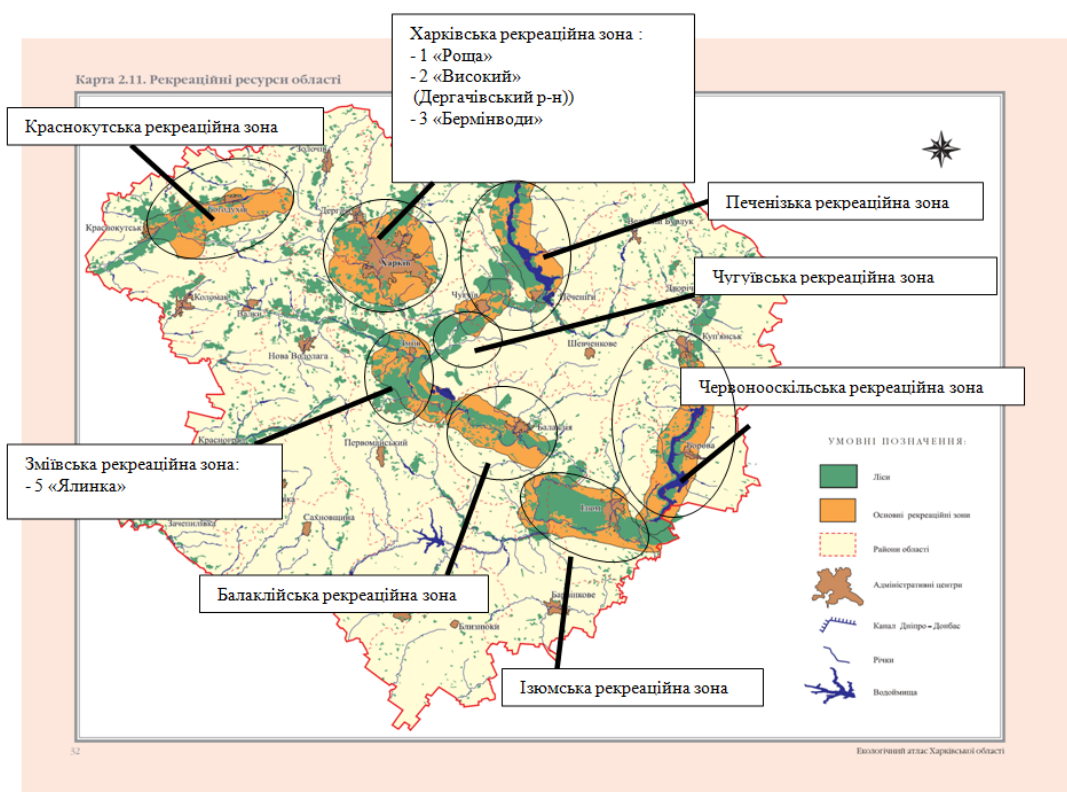 Харківська рекреаційна зона :
- 1 «Роща»
- 2 «Високий»
(Дергачівський р-н))
- 3 «Бермінводи»
Карта 2.11. Рекреаційні ресурси області
Краснокутська рекреаційна зона
Золочів
Печенізька рекреаційна зона
Богодухів
Краснокутськ
Харків
Чугуївська рекреаційна зона
Чугуїв
Печеніги
Коломак
Валки
Нова Водолага
Зміїв
Шевченкове
Куп'янськ
Червонооскільська рекреаційна зона
Балаклія
Борова
Первомайський
Зміївська рекреаційна зона:
- 5 «Ялинка»
Ізюм
Сахновщина
Зачепилівка
Балаклійська рекреаційна зона
Близнюки
Ізюмська рекреаційна зона
УМОВНІ ПОЗНАЧЕННЯ:
Ліси
Основні рекреаційні зони
Райони області
Адміністративні центри
Канал Дніпро – Донбас
Річки
Водоймища
32
Екологічний атлас Харківської області